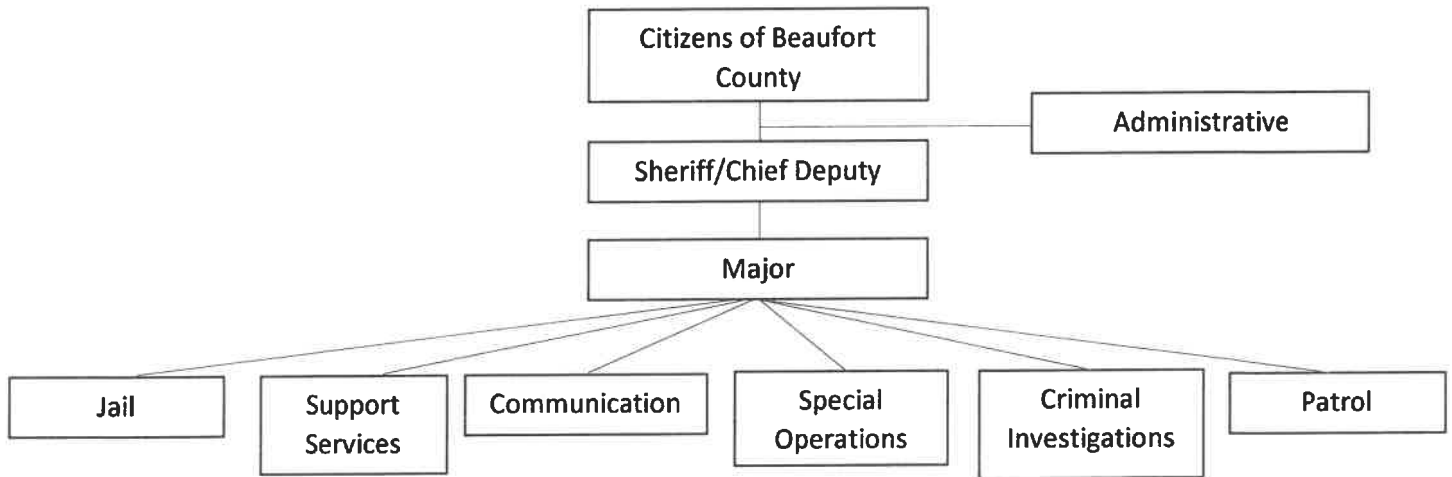 Citizens of Beaufort
County
Administrative
Sheriff/Chief Deputy
Major
Jail
Support
Services
Communication
Special
Operations
Criminal
Investigations
Patrol